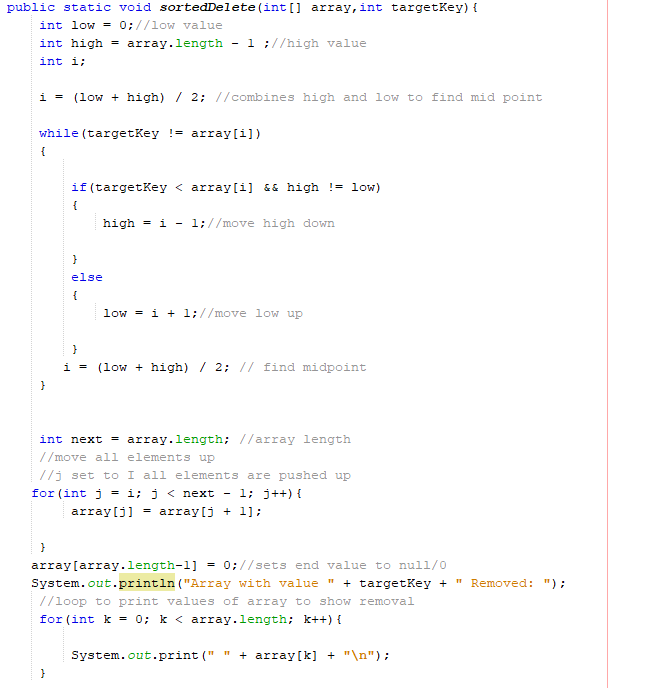 public static void sortedDelete(int[] array,int targetKey){
int low = 0;//low value
int high = array.length - 1 ;//high value
int i;
i = (low + high) / 2; //combines high and low to find mid point
while(targetKey != array[i])
{
if(targetKey < array[i] && high != low)
{
high = i - 1;//move high down
}
else
{
low = i + 1;//move low up
}
i = (low + high) / 2; // find midpoint
}
int next = array.length; //array length
//move all elements up
//j set to I all elements are pushed up
for(int j = i; j < next - 1; j++){
array[j] = array[j + 1];
}
array[array.length-1] = 0;//sets end value to null/0
System.out.println("Array with value " + targetKey + " Removed: ");
//loop to print values of array to show removal
for(int k = 0; k < array.length; k++){
System.out.print(" " + array[k] + "\n");
}